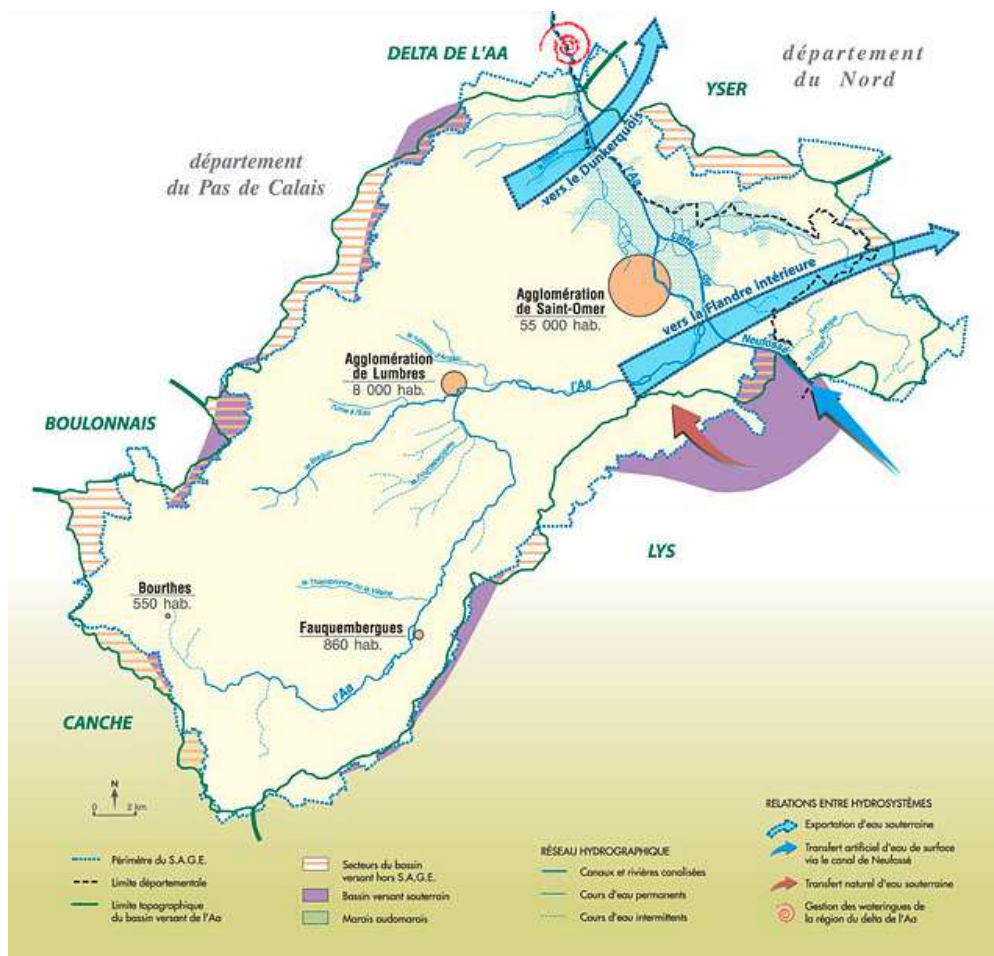 DELTA DE L'AA
département
du Nord
YSER
département
du Pas de Calais
vers le Dunkerquois
l'Aa
canal
de
Neufossé
Agglomération
de Saint-Omer
55 000 hab.
vers la Flandre intérieure
Agglomération
de Lumbres
8 000 hab.
l'Aa
BOULONNAIS
LYS
Bourthes
550 hab.
Fauquembergues
860 hab.
l'Aa
CANCHE
N
0 2 km
Périmètre du S.A.G.E.
Limite départementale
Limite topographique
du bassin versant de l'Aa
Secteurs du bassin
versant hors S.A.G.E.
Bassin versant souterrain
Marais audomarois
RÉSEAU HYDROGRAPHIQUE
Canaux et rivières canalisées
Cours d'eau permanents
Cours d'eau intermittents
RELATIONS ENTRE HYDROSYSTÈMES
Exportation d'eau souterraine
Transfert artificiel d'eau de surface
via le canal de Neufossé
Transfert naturel d'eau souterraine
Gestion des wateringues de
la région du delta de l'Aa